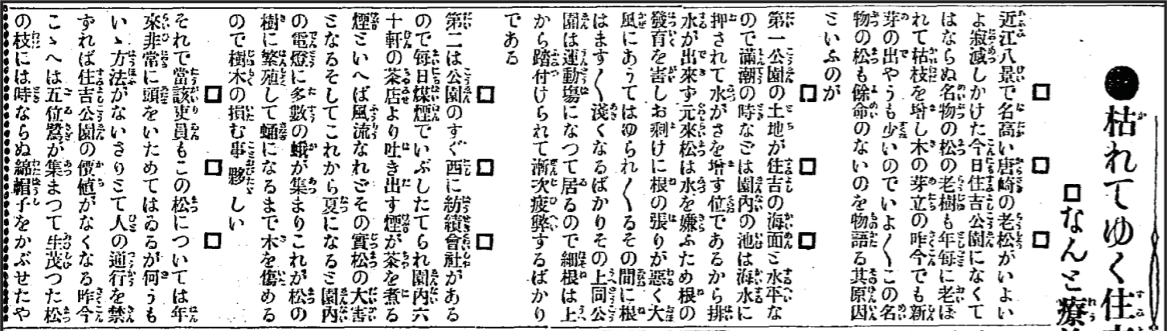 ●枯れてゆく住
□なんと療
近江八景で名高い唐崎の老松がいよい
よ寂滅しかけた今日住吉公園になくて
はならぬ名物の松の老樹も年毎に老ほ
れて枯枝を増し木の芽立の昨今でも新
芽の出やうも少いのでいよ〱この名
物の松も餘命のないのを物語る其原因
といふのが
□□□
第一公園の土地が住吉の海面と水平な
ので滿潮の時などは園内の池は海水に
押されて水がさを増す位であるから排
水が出來ず元來松は水を嫌ふため根の
發育を害しお剩けに根の張りが惡く大
風にあうてはゆられ〱るその間に根
はます〱淺くなるばかりその上同公
園は運動塲になつて居るので細根は上
から踏付けられて漸次疲弊するばかり
である
□□□
第二は公園のすぐ西に紡績會社がある
ので毎日煤煙でいぶしたてられ園内六
十軒の茶店より吐き出す煙が茶を煮る
煙といへば風流なれどその實松の大害
となるそしてこれから夏になると園内
の電燈に多數の蛾が集まりこれが松の
樹に繁殖して蛹になるまで木を傷める
ので樹木の損む事夥しい
□□□
それで當該吏員もこの松については年
來非常に頭をいためてはゐるが何うも
いゝ方法がないさりとて人の通行を禁
ずれば住吉公園の價値がなくなる昨今
こゝへは五位鷺が集まつて生茂つた松
の枝には時ならぬ綿帽子をかぶせたや